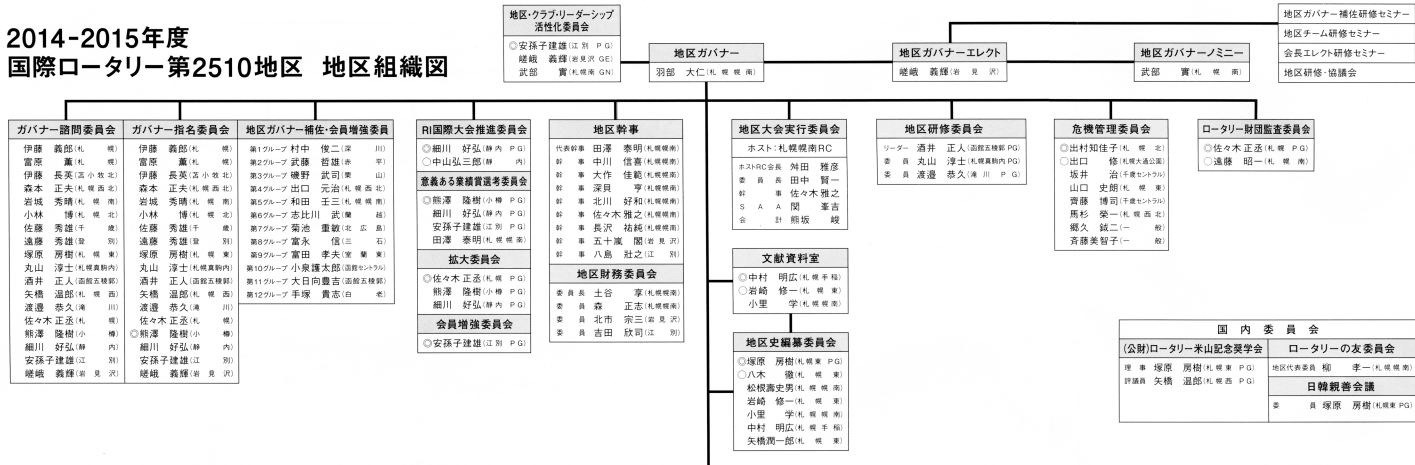 2014-2015年度
国際ロータリー第2510地区 地区組織図
地区・クラブ・リーダーシップ
活性化委員会
◎安孫子建雄(江別 PG)
嵯峨 義輝(岩見沢 GE)
武部 實(札幌南 GN)
地区ガバナー
羽部 大仁(札幌幌南)
地区ガバナーエレクト
嵯峨 義輝(岩見沢)
地区ガバナーノミニー
武部 實(札幌南)
地区ガバナー補佐研修セミナー
地区チーム研修セミナー
会長エレクト研修セミナー
地区研修・協議会
ガバナー諮問委員会
伊藤 義郎(札幌)
富原 薫(札幌)
伊藤 長英(苫小牧北)
森本 正夫(札幌西北)
岩城 秀晴(札幌南)
小林 博(札幌北)
佐藤 秀雄(千歳)
遠藤 秀雄(登別)
塚原 房樹(札幌東)
丸山 淳士(札幌真駒内)
酒井 正人(函館五稜郭)
矢橋 温郎(札幌西)
渡邉 恭久(滝川)
佐々木正丞(札幌)
熊澤 隆樹(小樽)
細川 好弘(静内)
安孫子建雄(江別)
嵯峨 義輝(岩見沢)
ガバナー指名委員会
伊藤 義郎(札幌)
富原 薫(札幌)
伊藤 長英(苫小牧北)
森本 正夫(札幌西北)
岩城 秀晴(札幌南)
小林 博(札幌北)
佐藤 秀雄(千歳)
遠藤 秀雄(登別)
塚原 房樹(札幌東)
丸山 淳士(札幌真駒内)
酒井 正人(函館五稜郭)
矢橋 温郎(札幌西)
渡邉 恭久(滝川)
佐々木正丞(札幌)
◎熊澤 隆樹(小樽)
細川 好弘(静内)
安孫子建雄(江別)
嵯峨 義輝(岩見沢)
地区ガバナー補佐・会員増強委員
第1グループ 村中 俊二(深川)
第2グループ 武藤 哲雄(赤平)
第3グループ 磯野 武司(栗山)
第4グループ 出口 元治(札幌西北)
第5グループ 和田 壬三(札幌幌南)
第6グループ 志比川 武(蘭越)
第7グループ 菊池 重敏(北広島)
第8グループ 富永 信(三石)
第9グループ 富田 孝夫(室蘭東)
第10グループ 小泉護太郎(函館セントラル)
第11グループ 大日向豊吉(函館五稜郭)
第12グループ 手塚 貴志(白老)
RI国際大会推進委員会
◎細川 好弘(静内 PG)
〇中山弘三郎(静内)
意義ある業績賞選考委員会
◎熊澤 隆樹(小樽 PG)
細川 好弘(静内 PG)
安孫子建雄(江別 PG)
田澤 泰明(札幌幌南)
拡大委員会
◎佐々木正丞(札幌 PG)
熊澤 隆樹(小樽 PG)
細川 好弘(静内 PG)
会員増強委員会
◎安孫子建雄(江別 PG)
地区幹事
代表幹事 田澤 泰明(札幌幌南)
幹事 中川 信喜(札幌幌南)
幹事 大作 佳範(札幌幌南)
幹事 深貝 亨(札幌幌南)
幹事 北川 好和(札幌幌南)
幹事 佐々木雅之(札幌幌南)
幹事 長沢 祐純(札幌幌南)
幹事 五十嵐 閣(岩見沢)
幹事 八島 壯之(江別)
地区財務委員会
委員長 土谷 享(札幌幌南)
委員 森 正志(札幌幌南)
委員 北市 宗三(岩見沢)
委員 吉田 欣司(江別)
地区大会実行委員会
ホスト:札幌幌南RC
ホストRC会長 舛田 雅彦
委員長 田中 賢一
幹事 佐々木雅之
SAA 関 峯吉
会計 熊坂 峻
文献資料室
◎中村 明広(札幌手稲)
〇岩崎 修一(札幌東)
小里 学(札幌幌南)
地区史編纂委員会
◎塚原 房樹(札幌東 PG)
〇八木 徹(札幌東)
松椴壽史男(札幌幌南)
岩崎 修一(札幌東)
小里 学(札幌幌南)
中村 明広(札幌手稲)
矢橋潤一郎(札幌東)
地区研修委員会
リーダー 酒井 正人(函館五稜郭 PG)
委員 丸山 淳士(札幌真駒内 PG)
委員 渡邉 恭久(滝川 PG)
危機管理委員会
◎出村知佳子(札幌北)
〇出口 修(札幌大通公園)
坂井 治(千歳セントラル)
山口 史朗(札幌東)
齊藤 博司(千歳セントラル)
馬杉 榮一(札幌西北)
郷久 鉞二(一般)
斉藤美智子(一般)
ロータリー財団監査委員会
◎佐々木正丞(札幌 PG)
〇遠藤 昭一(札幌南)
国内委員会
(公財)ロータリー米山記念奨学会
理事 塚原 房樹(札幌東 PG)
評議員 矢橋 温郎(札幌西 PG)
ロータリーの友委員会
地区代表委員 柳 孝一(札幌幌南)
日韓親善会議
委員 塚原 房樹(札幌東 PG)